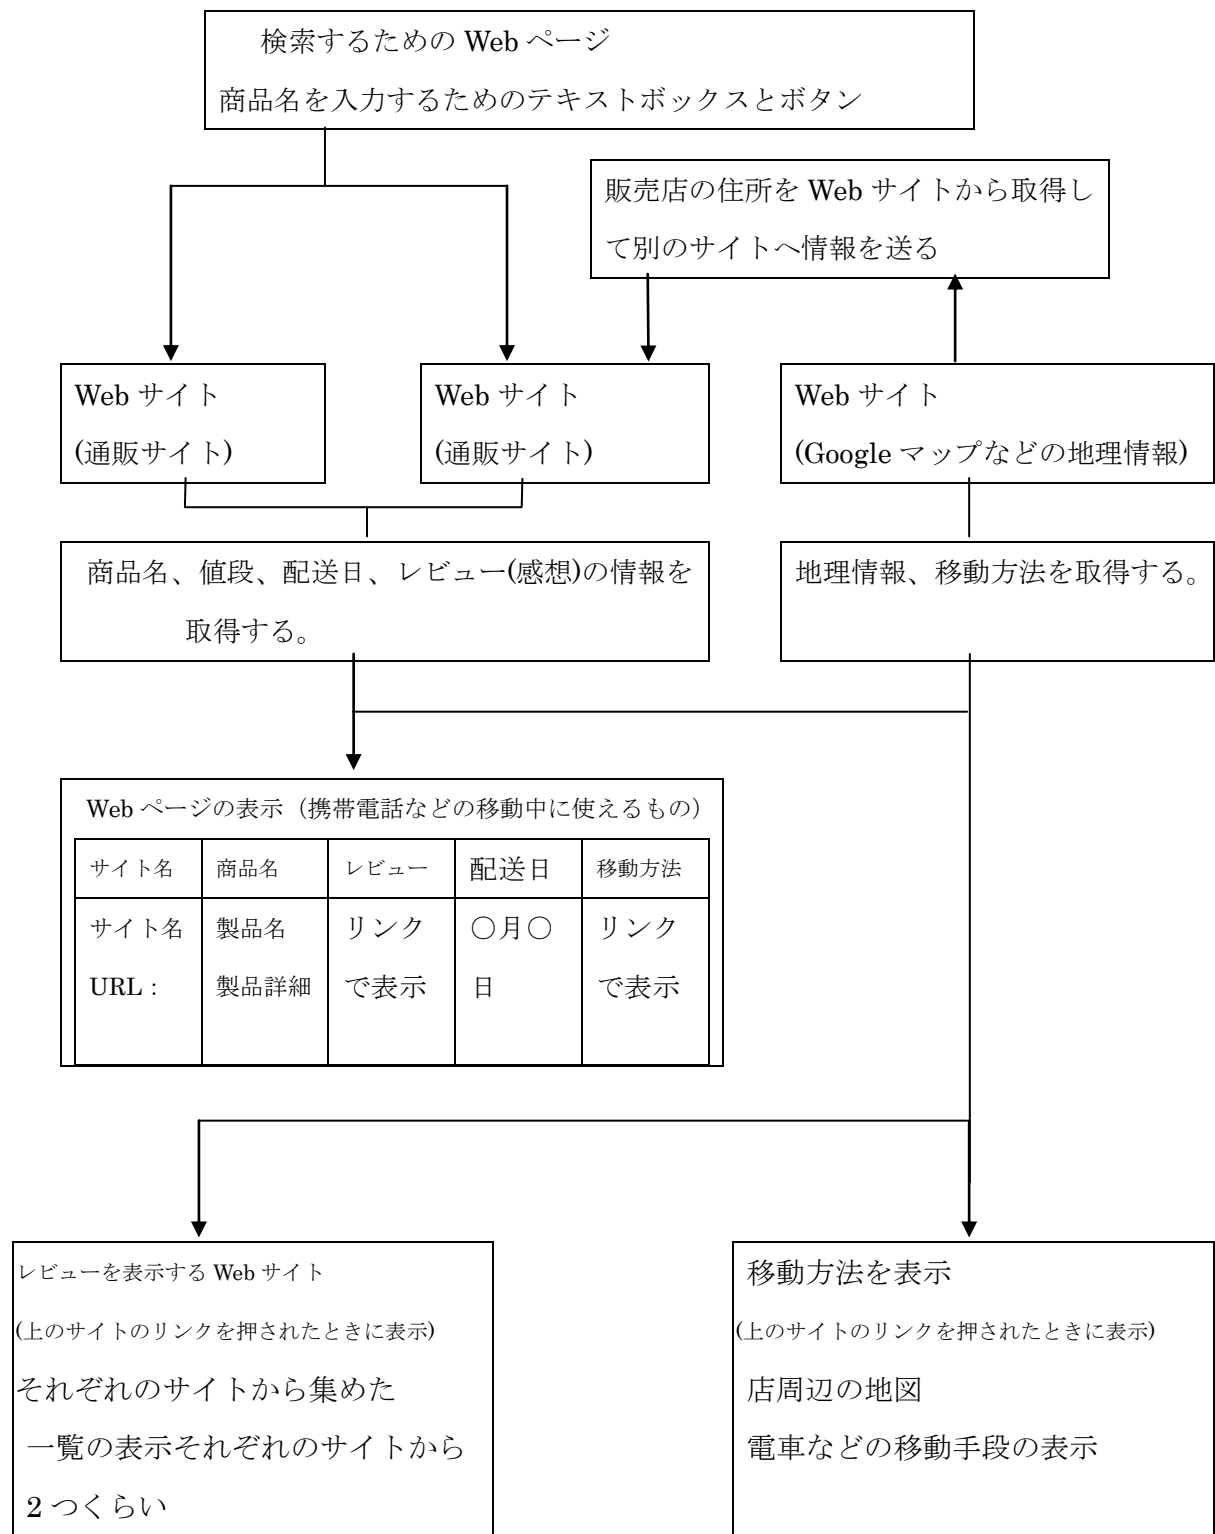 検索するための Web ページ
商品名を入力するためのテキストボックスとボタン
販売店の住所を Web サイトから取得し
て別のサイトへ情報を送る
Web サイト
(通販サイト)
Web サイト
(通販サイト)
Web サイト
(Google マップなどの地理情報)
商品名、値段、配送日、レビュー(感想)の情報を
取得する。
地理情報、移動方法を取得する。
Web ページの表示（携帯電話などの移動中に使えるもの）
サイト名 商品名 レビュー 配送日 移動方法
サイト名 製品名 リンク 〇月〇 リンク
URL： 製品詳細 で表示 日 で表示
レビューを表示する Web サイト
(上のサイトのリンクを押されたときに表示)
それぞれのサイトから集めた
一覧の表示それぞれのサイトから
2 つくらい
移動方法を表示
(上のサイトのリンクを押されたときに表示)
店周辺の地図
電車などの移動手段の表示